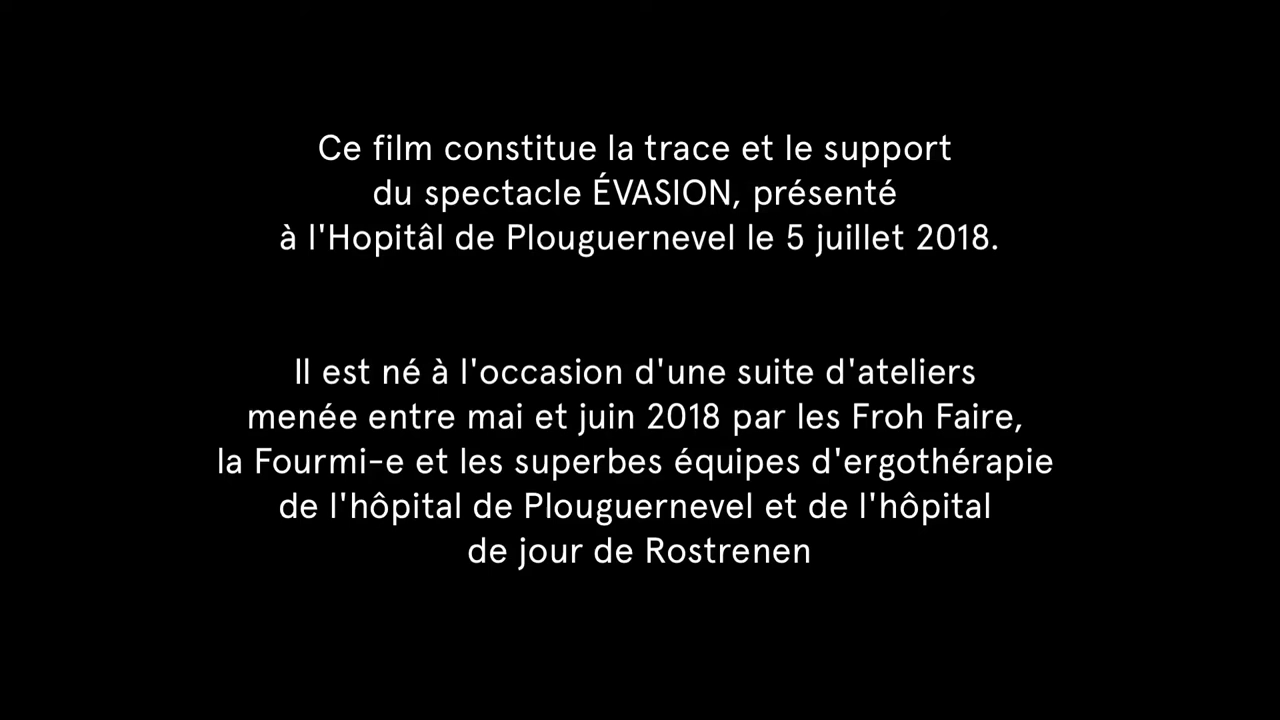 Ce film constitue la trace et le support
du spectacle ÉVASION, présenté
à l'Hopitâl de Plouguernevel le 5 juillet 2018.
Il est né à l'occasion d'une suite d'ateliers
menée entre mai et juin 2018 par les Froh Faire,
la Fourmi-e et les superbes équipes d'ergothérapie
de l'hôpital de Plouguernevel et de l'hôpital
de jour de Rostrenen